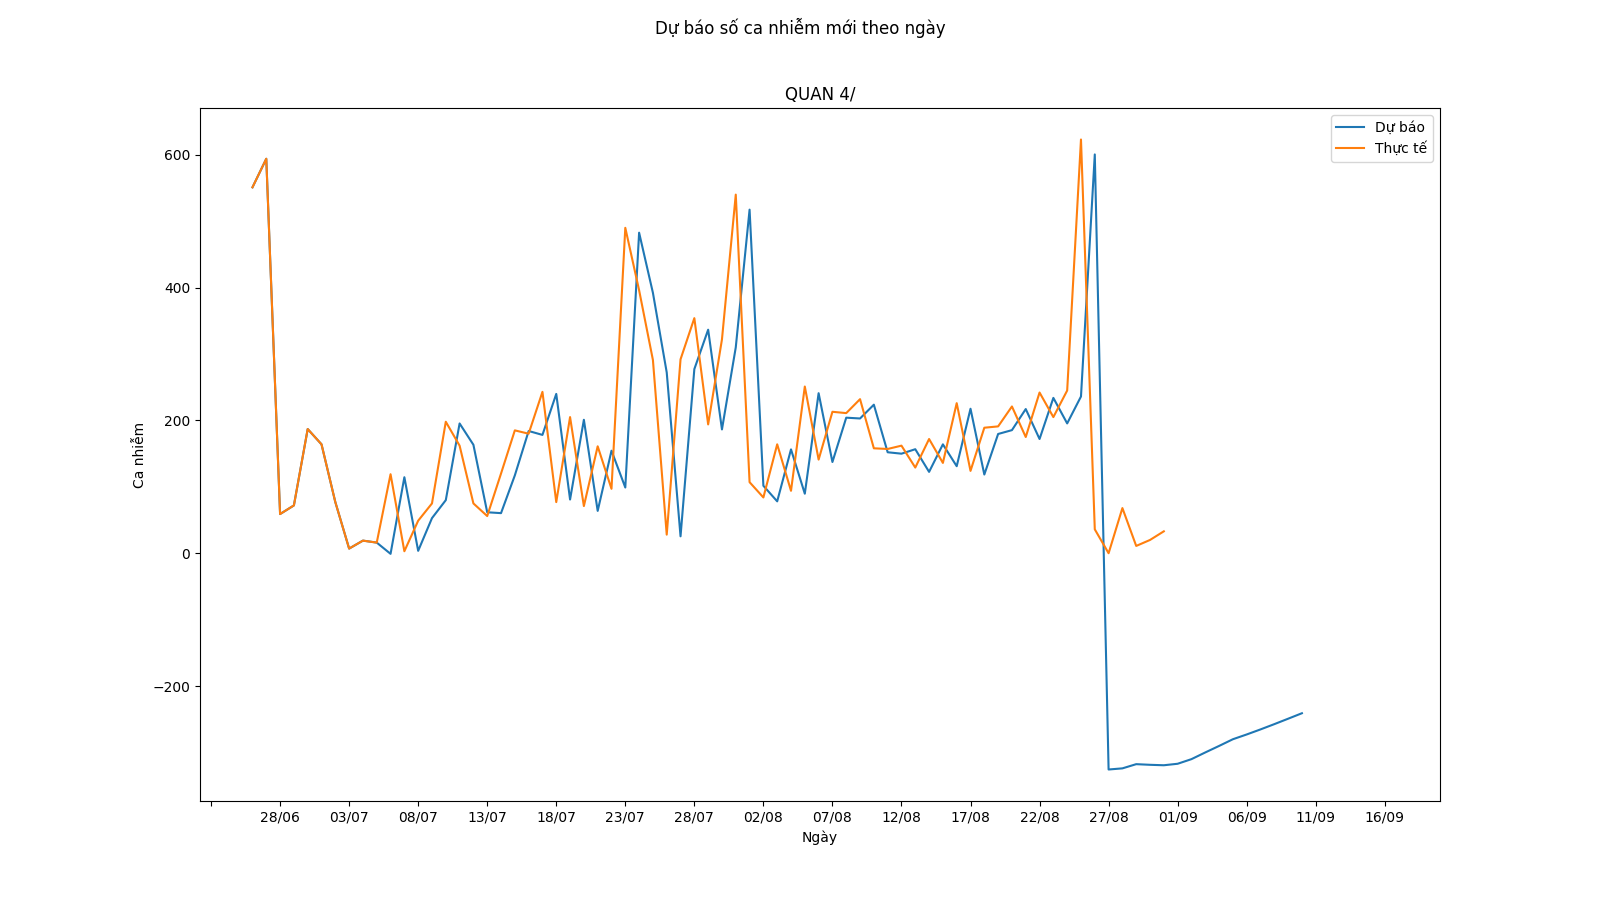 Dự báo số ca nhiễm mới theo ngày
QUAN 4/
Dự báo
Thực tế
600
400
200
0
−200
Ca nhiễm
28/06 03/07 08/07 13/07 18/07 23/07 28/07 02/08 07/08 12/08 17/08 22/08 27/08 01/09 06/09 11/09 16/09
Ngày